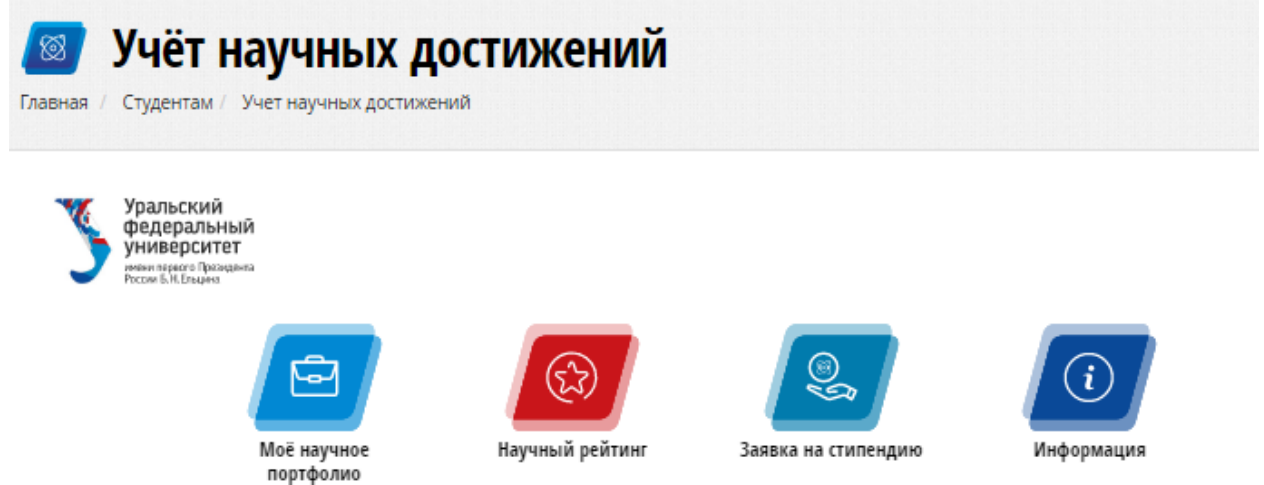 Учёт научных достижений
Главная / Студентам / Учет научных достижений
Уральский
федеральный
университет
имени первого Президента
России Б.Н.Ельцина
Моё научное
портфолио
Научный рейтинг
Заявка на стипендию
Информация